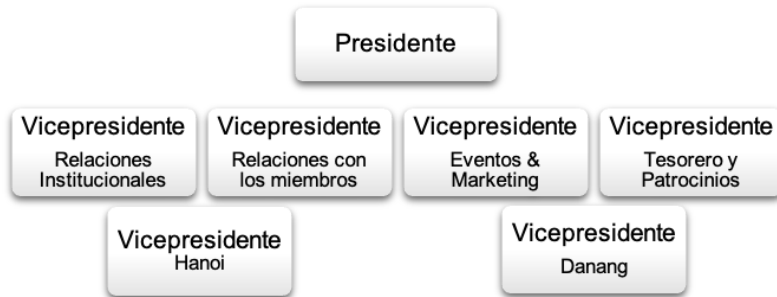 Presidente
Vicepresidente
Relaciones
Institucionales
Vicepresidente
Relaciones con
los miembros
Vicepresidente
Eventos &
Marketing
Vicepresidente
Tesorero y
Patrocinios
Vicepresidente
Hanoi
Vicepresidente
Danang